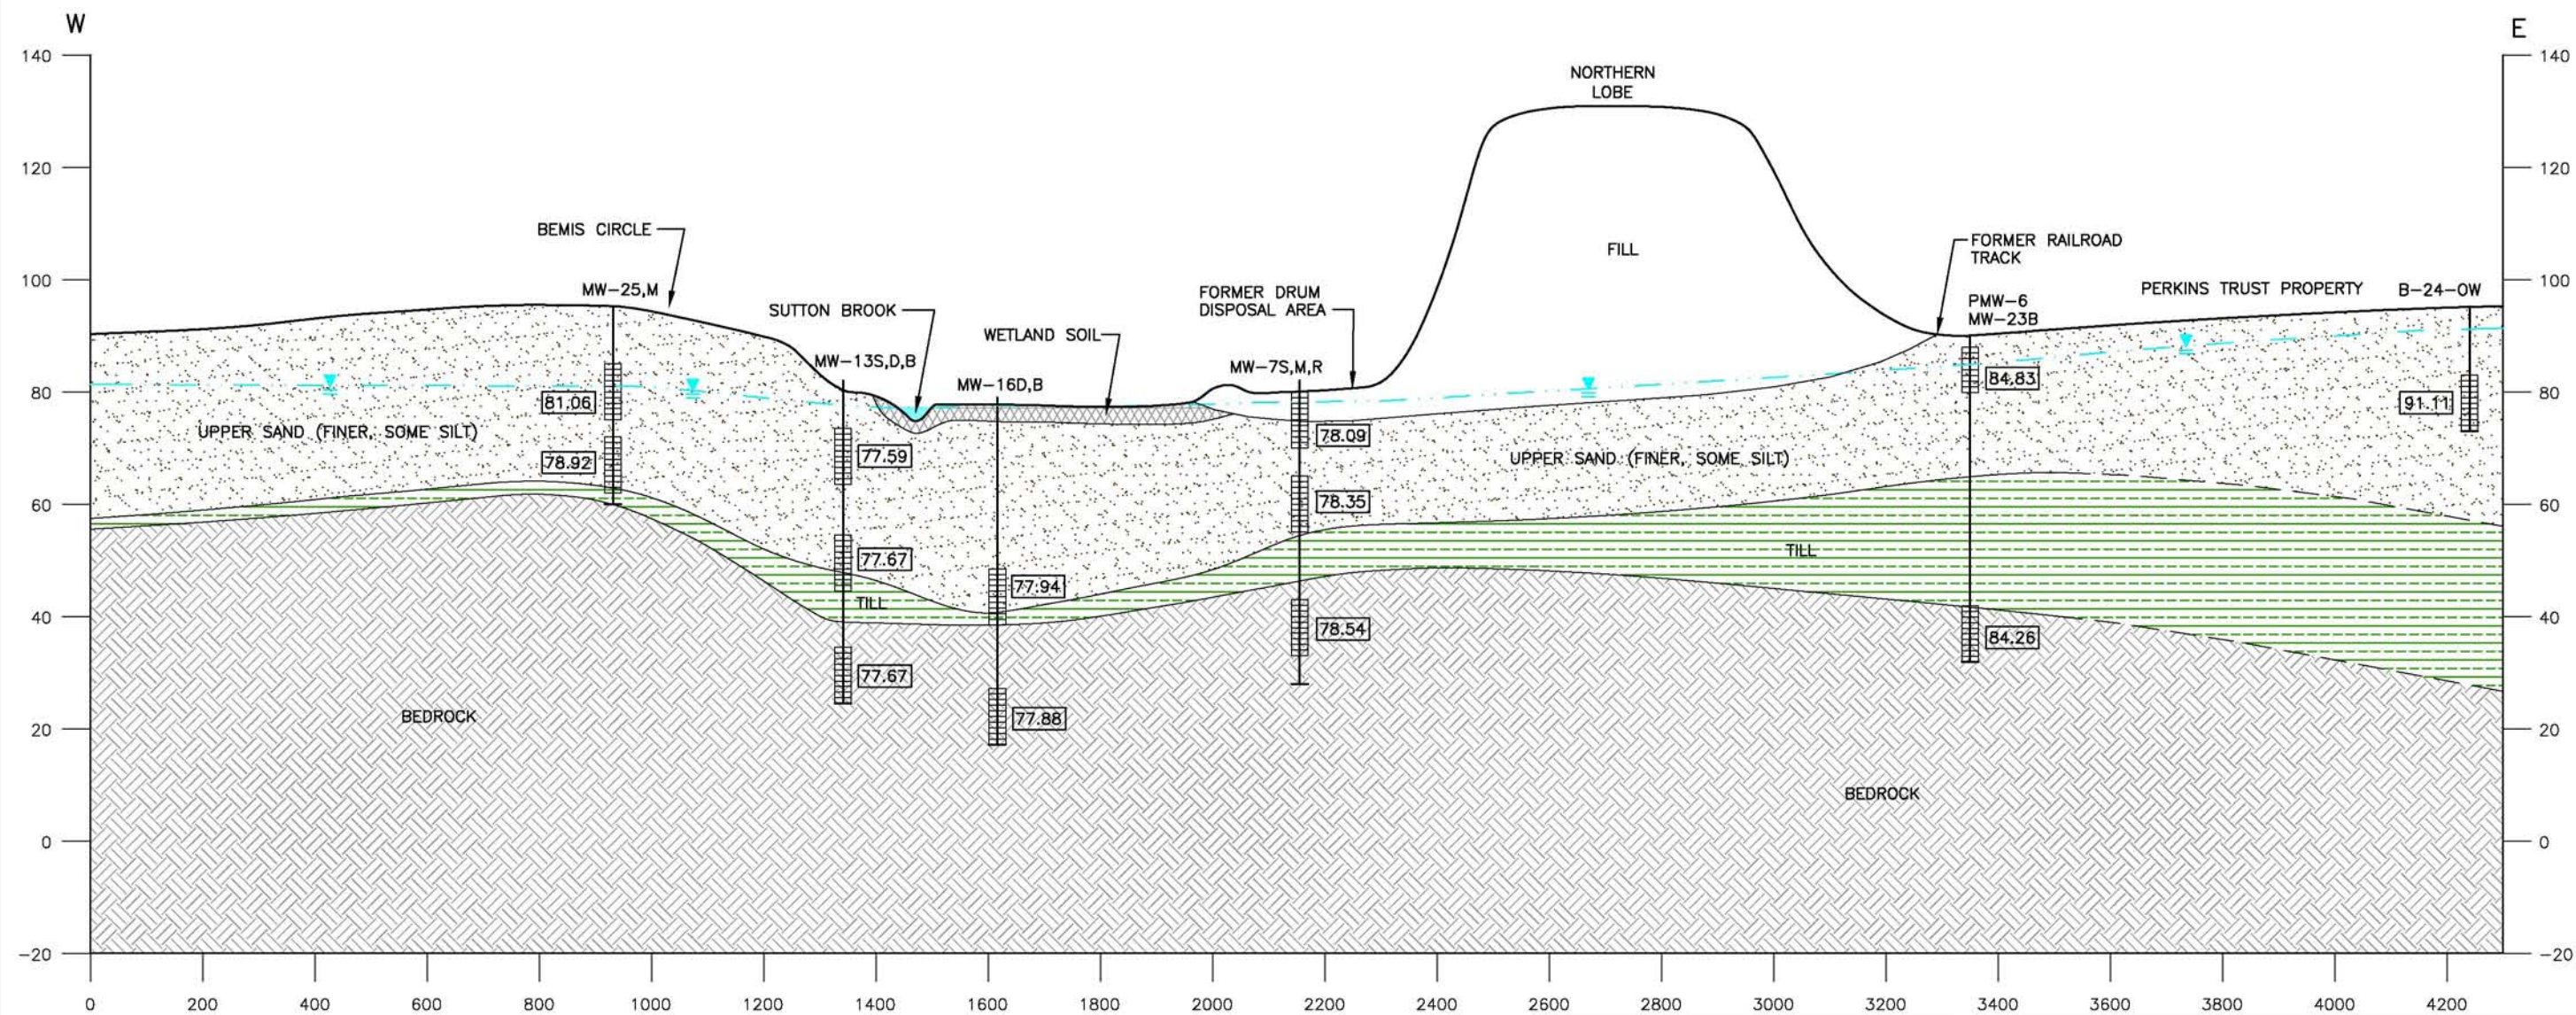 W
E
140
140
NORTHERN
LOBE
120
120
BEMIS CIRCLE
FILL
FORMER RAILROAD
TRACK
100
100
MW-25,M
SUTTON BROOK
FORMER DRUM
DISPOSAL AREA
PERKINS TRUST PROPERTY
B-24-OW
PMW-6
MW-23B
WETLAND SOIL
MW-13S,D,B
MW-16D,B
MW-7S,M,R
80
80
81.06
84.83
91.11
UPPER SAND (FINER, SOME SILT)
78.09
78.92
77.59
UPPER SAND (FINER, SOME SILT)
60
60
78.35
77.67
TILL
77.94
TILL
40
40
78.54
84.26
77.67
BEDROCK
77.88
20
20
BEDROCK
0
0
-20
-20
0 200 400 600 800 1000 1200 1400 1600 1800 2000 2200 2400 2600 2800 3000 3200 3400 3600 3800 4000 4200